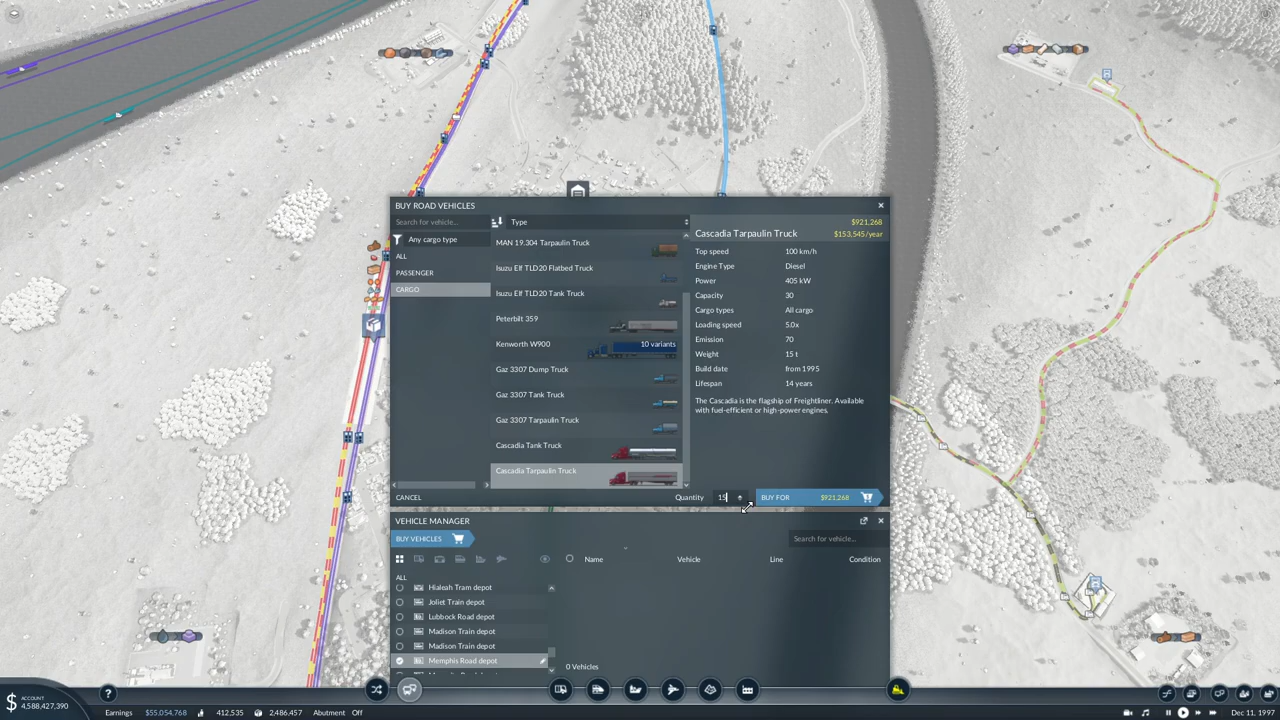 BUY ROAD VEHICLES
Search for vehicle...
Type
Any cargo type
ALL
PASSENGER
CARGO
MAN 19.304 Tarpaulin Truck
Isuzu Elf TLD20 Flatbed Truck
Isuzu Elf TLD20 Tank Truck
Peterbilt 359
Kenworth W900
10 variants
Gaz 3307 Dump Truck
Gaz 3307 Tank Truck
Gaz 3307 Tarpaulin Truck
Cascadia Tank Truck
Cascadia Tarpaulin Truck
$921,268
Cascadia Tarpaulin Truck
$153,545/year
Top speed 100 km/h
Engine Type Diesel
Power 405 kW
Capacity 30
Cargo types All cargo
Loading speed 5.0x
Emission 70
Weight 15 t
Build date from 1995
Lifespan 14 years
The Cascadia is the flagship of Freightliner. Available
with fuel-efficient or high-power engines.
CANCEL
Quantity 15
BUY FOR $921,268
VEHICLE MANAGER
BUY VEHICLES
Search for vehicle...
Name Vehicle Line Condition
ALL
Hialeah Tram depot
Joliet Train depot
Lubbock Road depot
Madison Train depot
Madison Train depot
Memphis Road depot
0 Vehicles
$ ACCOUNT
4,588,427,390
?
Earnings $55,054,768 412,535 2,486,457 Abutment Off
Dec 11, 1997